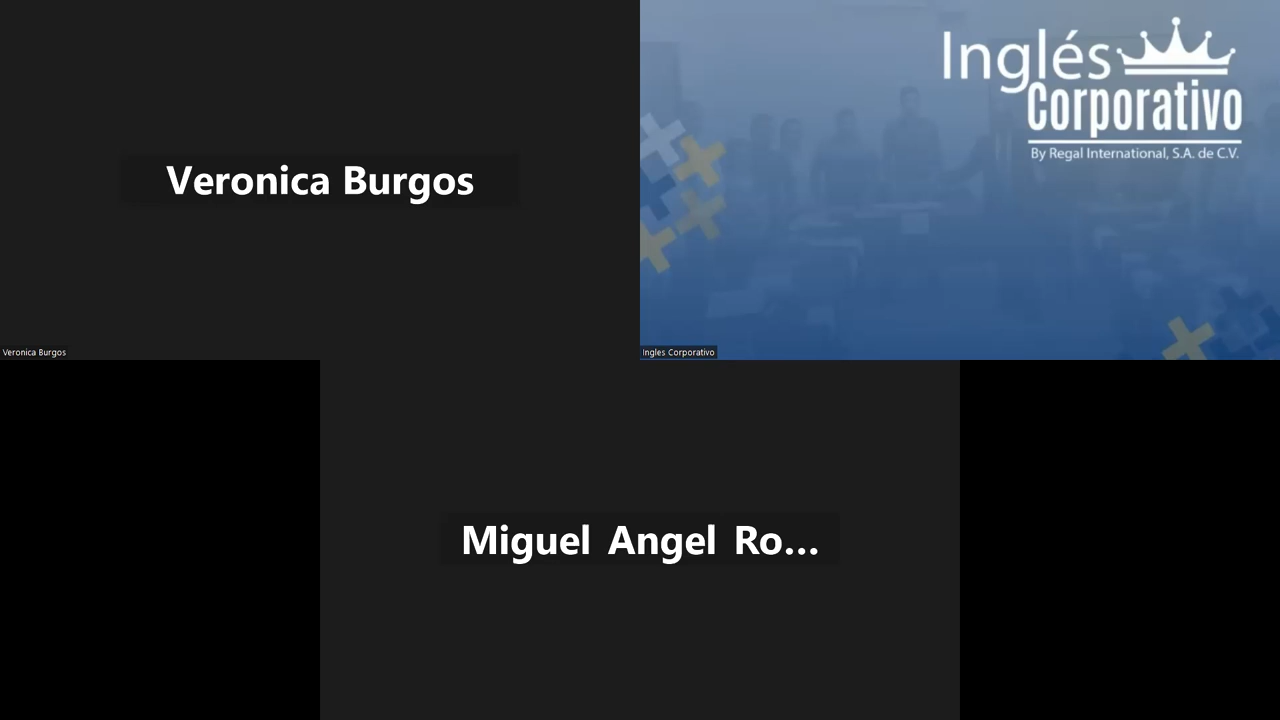 Veronica Burgos
Veronica Burgos
Inglés
Corporativo
By Regal International, S.A. de C.V.
Ingles Corporativo
Miguel Angel Ro...